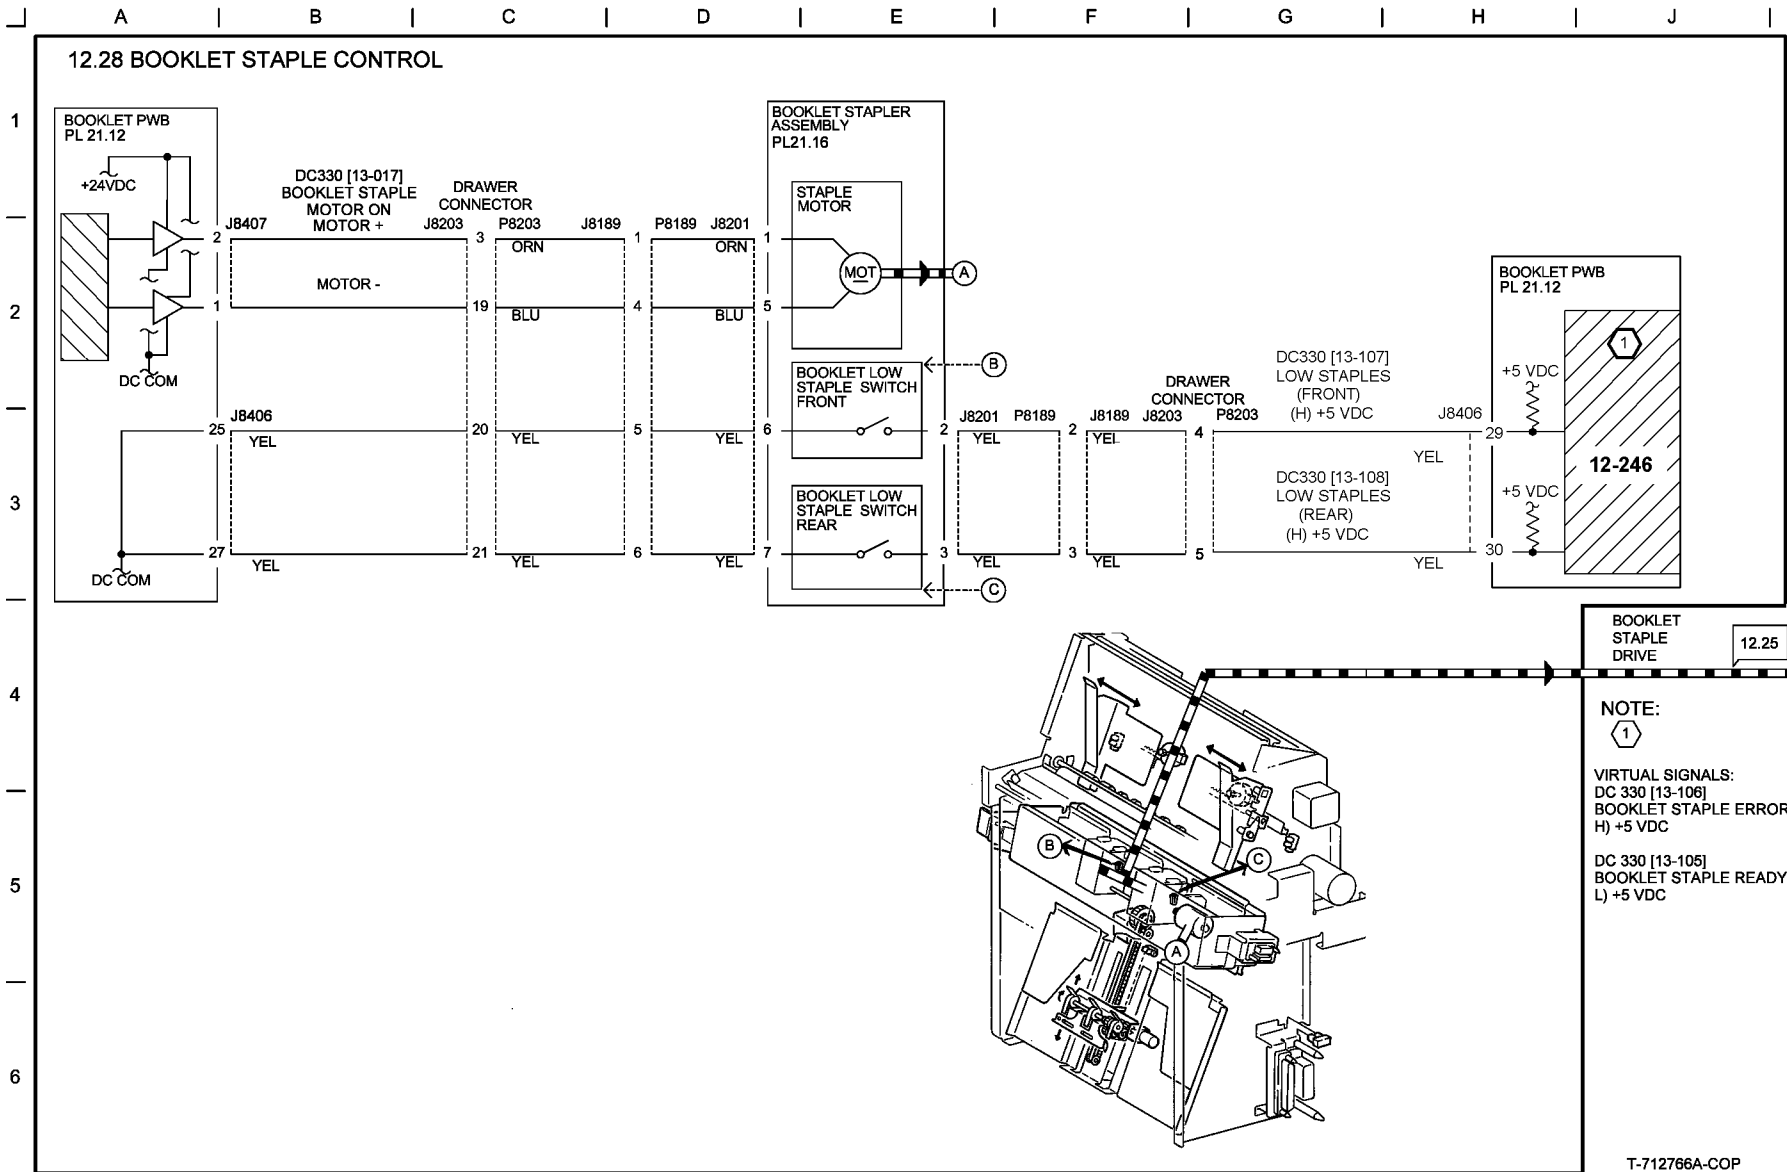 A B C D E F G H J
12.28 BOOKLET STAPLE CONTROL
1
2
3
4
5
6
BOOKLET PWB
PL 21.12
+24VDC
DC COM
DC COM
2
1
25
27
J8407
J8406
DC330 [13-017]
BOOKLET STAPLE
MOTOR ON
MOTOR +
MOTOR -
YEL
YEL
DRAWER
CONNECTOR
J8203 P8203
3
19
20
21
ORN
BLU
YEL
YEL
J8189 P8189
1
4
5
6
J8201
ORN
BLU
YEL
YEL
1
5
6
7
BOOKLET STAPLER
ASSEMBLY
PL21.16
STAPLE
MOTOR
MOT
A
BOOKLET LOW
STAPLE SWITCH
FRONT
B
BOOKLET LOW
STAPLE SWITCH
REAR
C
2
3
J8201 P8189
YEL
YEL
2
3
J8189 J8203
YEL
YEL
DRAWER
CONNECTOR
P8203
4
5
DC330 [13-107]
LOW STAPLES
(FRONT)
(H) +5 VDC
DC330 [13-108]
LOW STAPLES
(REAR)
(H) +5 VDC
YEL
YEL
J8406
29
30
BOOKLET PWB
PL 21.12
+5 VDC
+5 VDC
1
12-246
BOOKLET
STAPLE
DRIVE
12.25
B
C
A
NOTE:
1
VIRTUAL SIGNALS:
DC 330 [13-106]
BOOKLET STAPLE ERROR
H) +5 VDC
DC 330 [13-105]
BOOKLET STAPLE READY
L) +5 VDC
T-712766A-COP